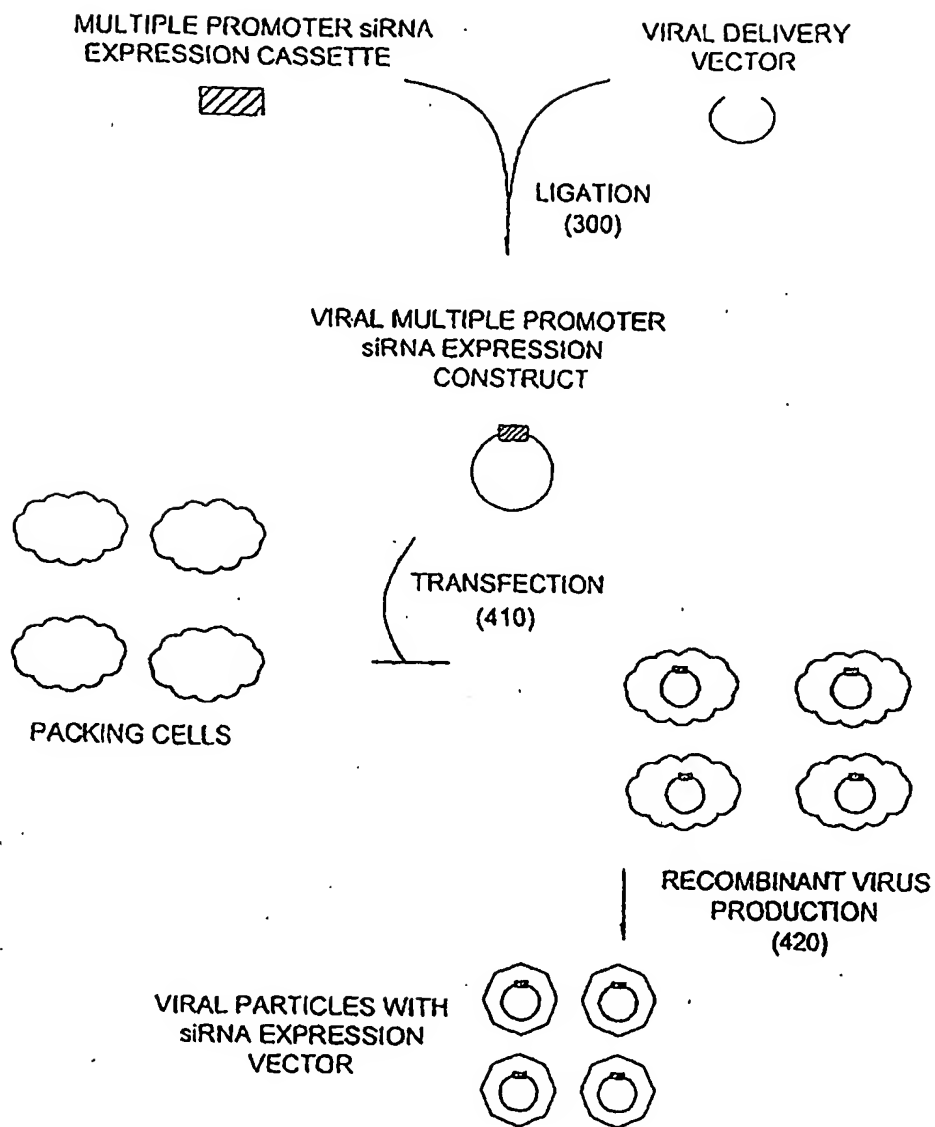 MULTIPLE PROMOTER siRNA
EXPRESSION CASSETTE
VIRAL DELIVERY
VECTOR
LIGATION
(300)
VIRAL MULTIPLE PROMOTER
siRNA EXPRESSION
CONSTRUCT
TRANSFECTION
(410)
PACKING CELLS
RECOMBINANT VIRUS
PRODUCTION
(420)
VIRAL PARTICLES WITH
siRNA EXPRESSION
VECTOR